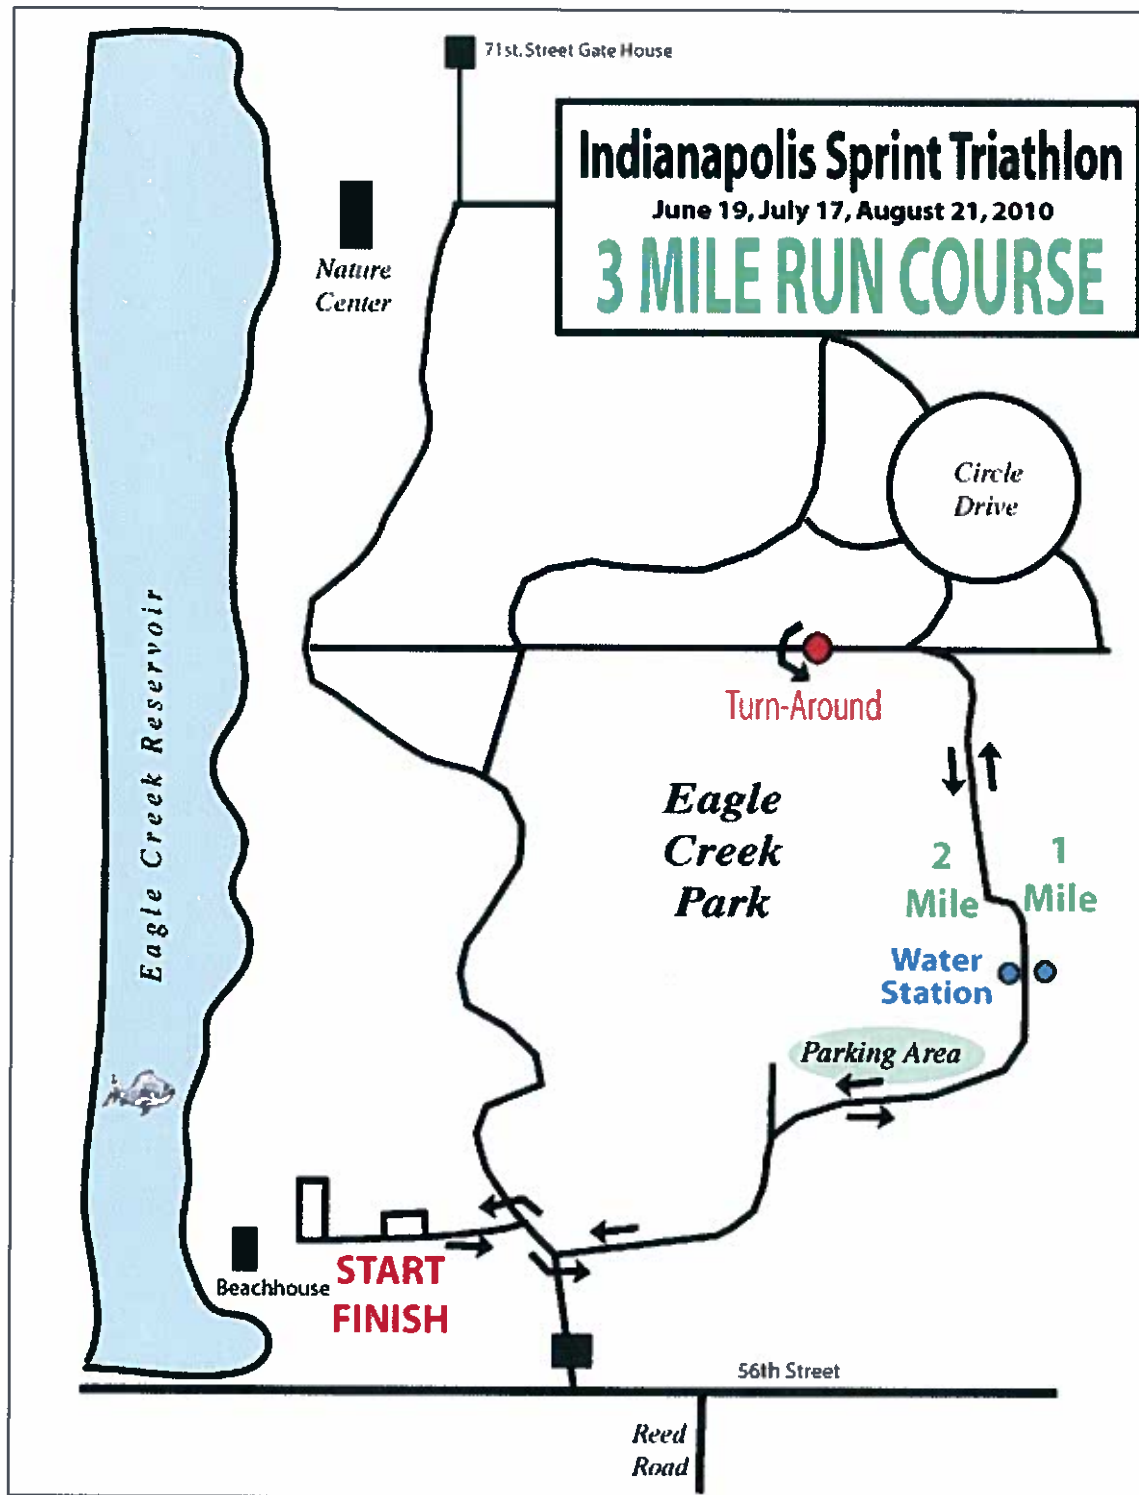 71st. Street Gate House
Indianapolis Sprint Triathlon
June 19, July 17, August 21, 2010
3 MILE RUN COURSE
Nature
Center
Circle
Drive
Eagle Creek Reservoir
Turn-Around
Eagle
Creek
Park
2
Mile
1
Mile
Water
Station
Parking Area
Beachhouse
START
FINISH
56th Street
Reed
Road